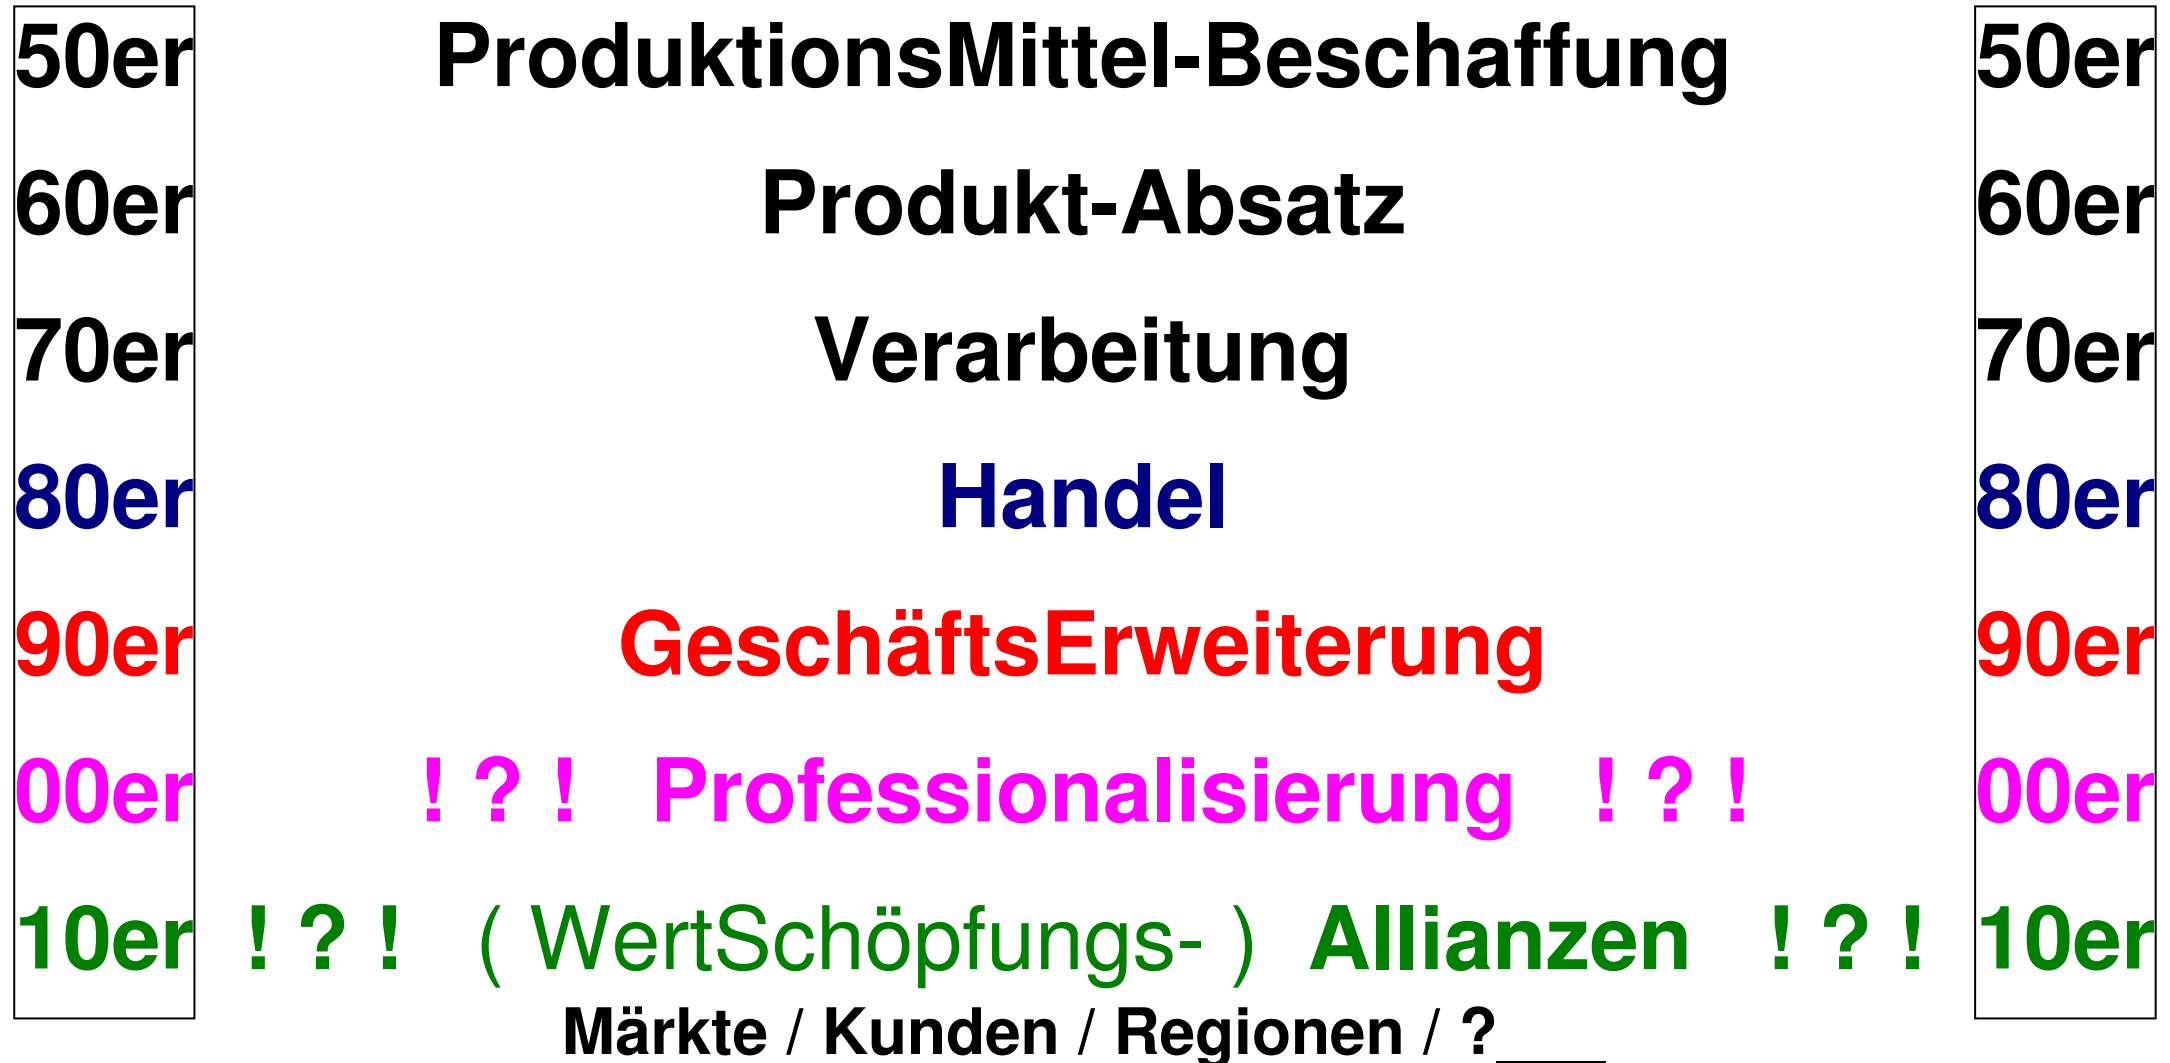 50er ProduktionsMittel-Beschaffung 50er
60er Produkt-Absatz 60er
70er Verarbeitung 70er
80er Handel 80er
90er GeschäftsErweiterung 90er
00er ! ? ! Professionalisierung ! ? ! 00er
10er ! ? ! ( WertSchöpfungs- ) Allianzen ! ? ! 10er
Märkte / Kunden / Regionen / ?___